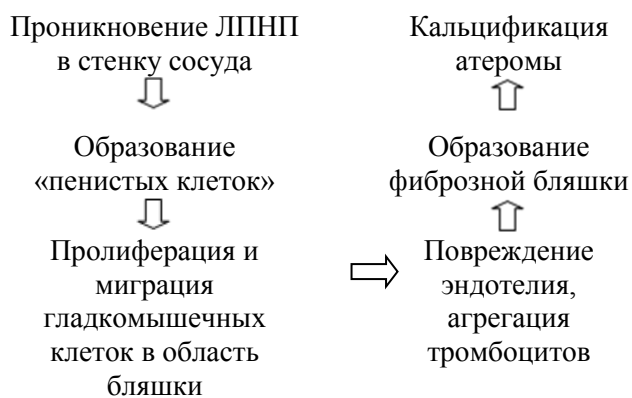 Проникновение ЛПНП
в стенку сосуда
Образование
«пенистых клеток»
Пролиферация и
миграция
гладкомышечных
клеток в область
бляшки
Повреждение
эндотелия,
агрегация
тромбоцитов
Образование
фиброзной бляшки
Кальцификация
атеромы